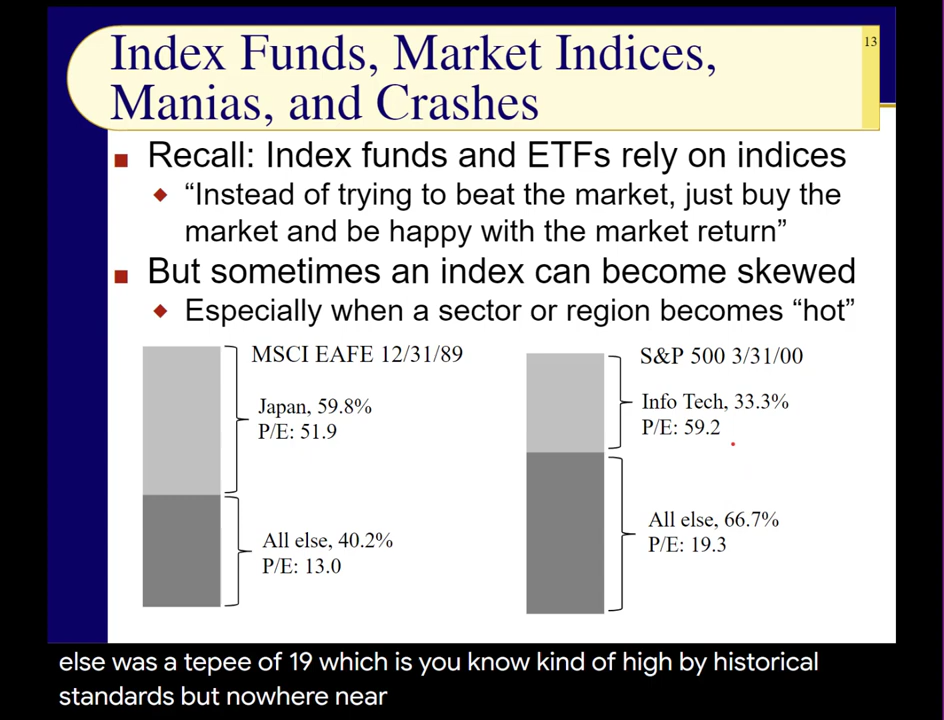 13
Index Funds, Market Indices,
Manias, and Crashes
Recall: Index funds and ETFs rely on indices
“Instead of trying to beat the market, just buy the
market and be happy with the market return”
But sometimes an index can become skewed
Especially when a sector or region becomes “hot”
MSCI EAFE 12/31/89
Japan, 59.8%
P/E: 51.9
All else, 40.2%
P/E: 13.0
S&P 500 3/31/00
Info Tech, 33.3%
P/E: 59.2
All else, 66.7%
P/E: 19.3
else was a tepee of 19 which is you know kind of high by historical
standards but nowhere near